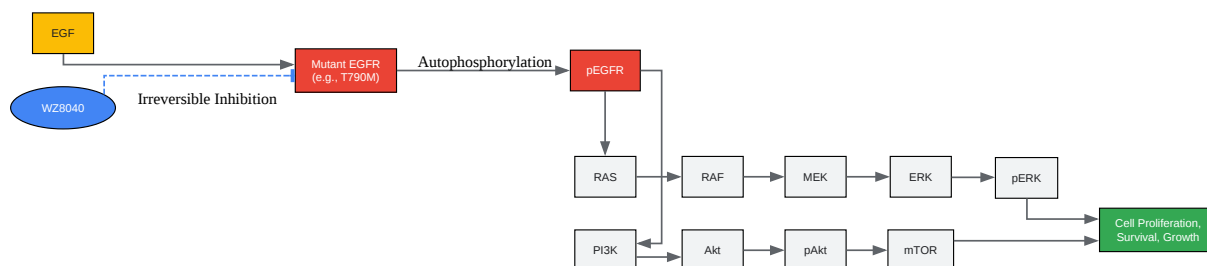 EGF
WZ8040
Irreversible Inhibition
Mutant EGFR
(e.g., T790M)
Autophosphorylation
pEGFR
RAS
RAF
MEK
ERK
pERK
PI3K
Akt
pAkt
mTOR
Cell Proliferation,
Survival, Growth